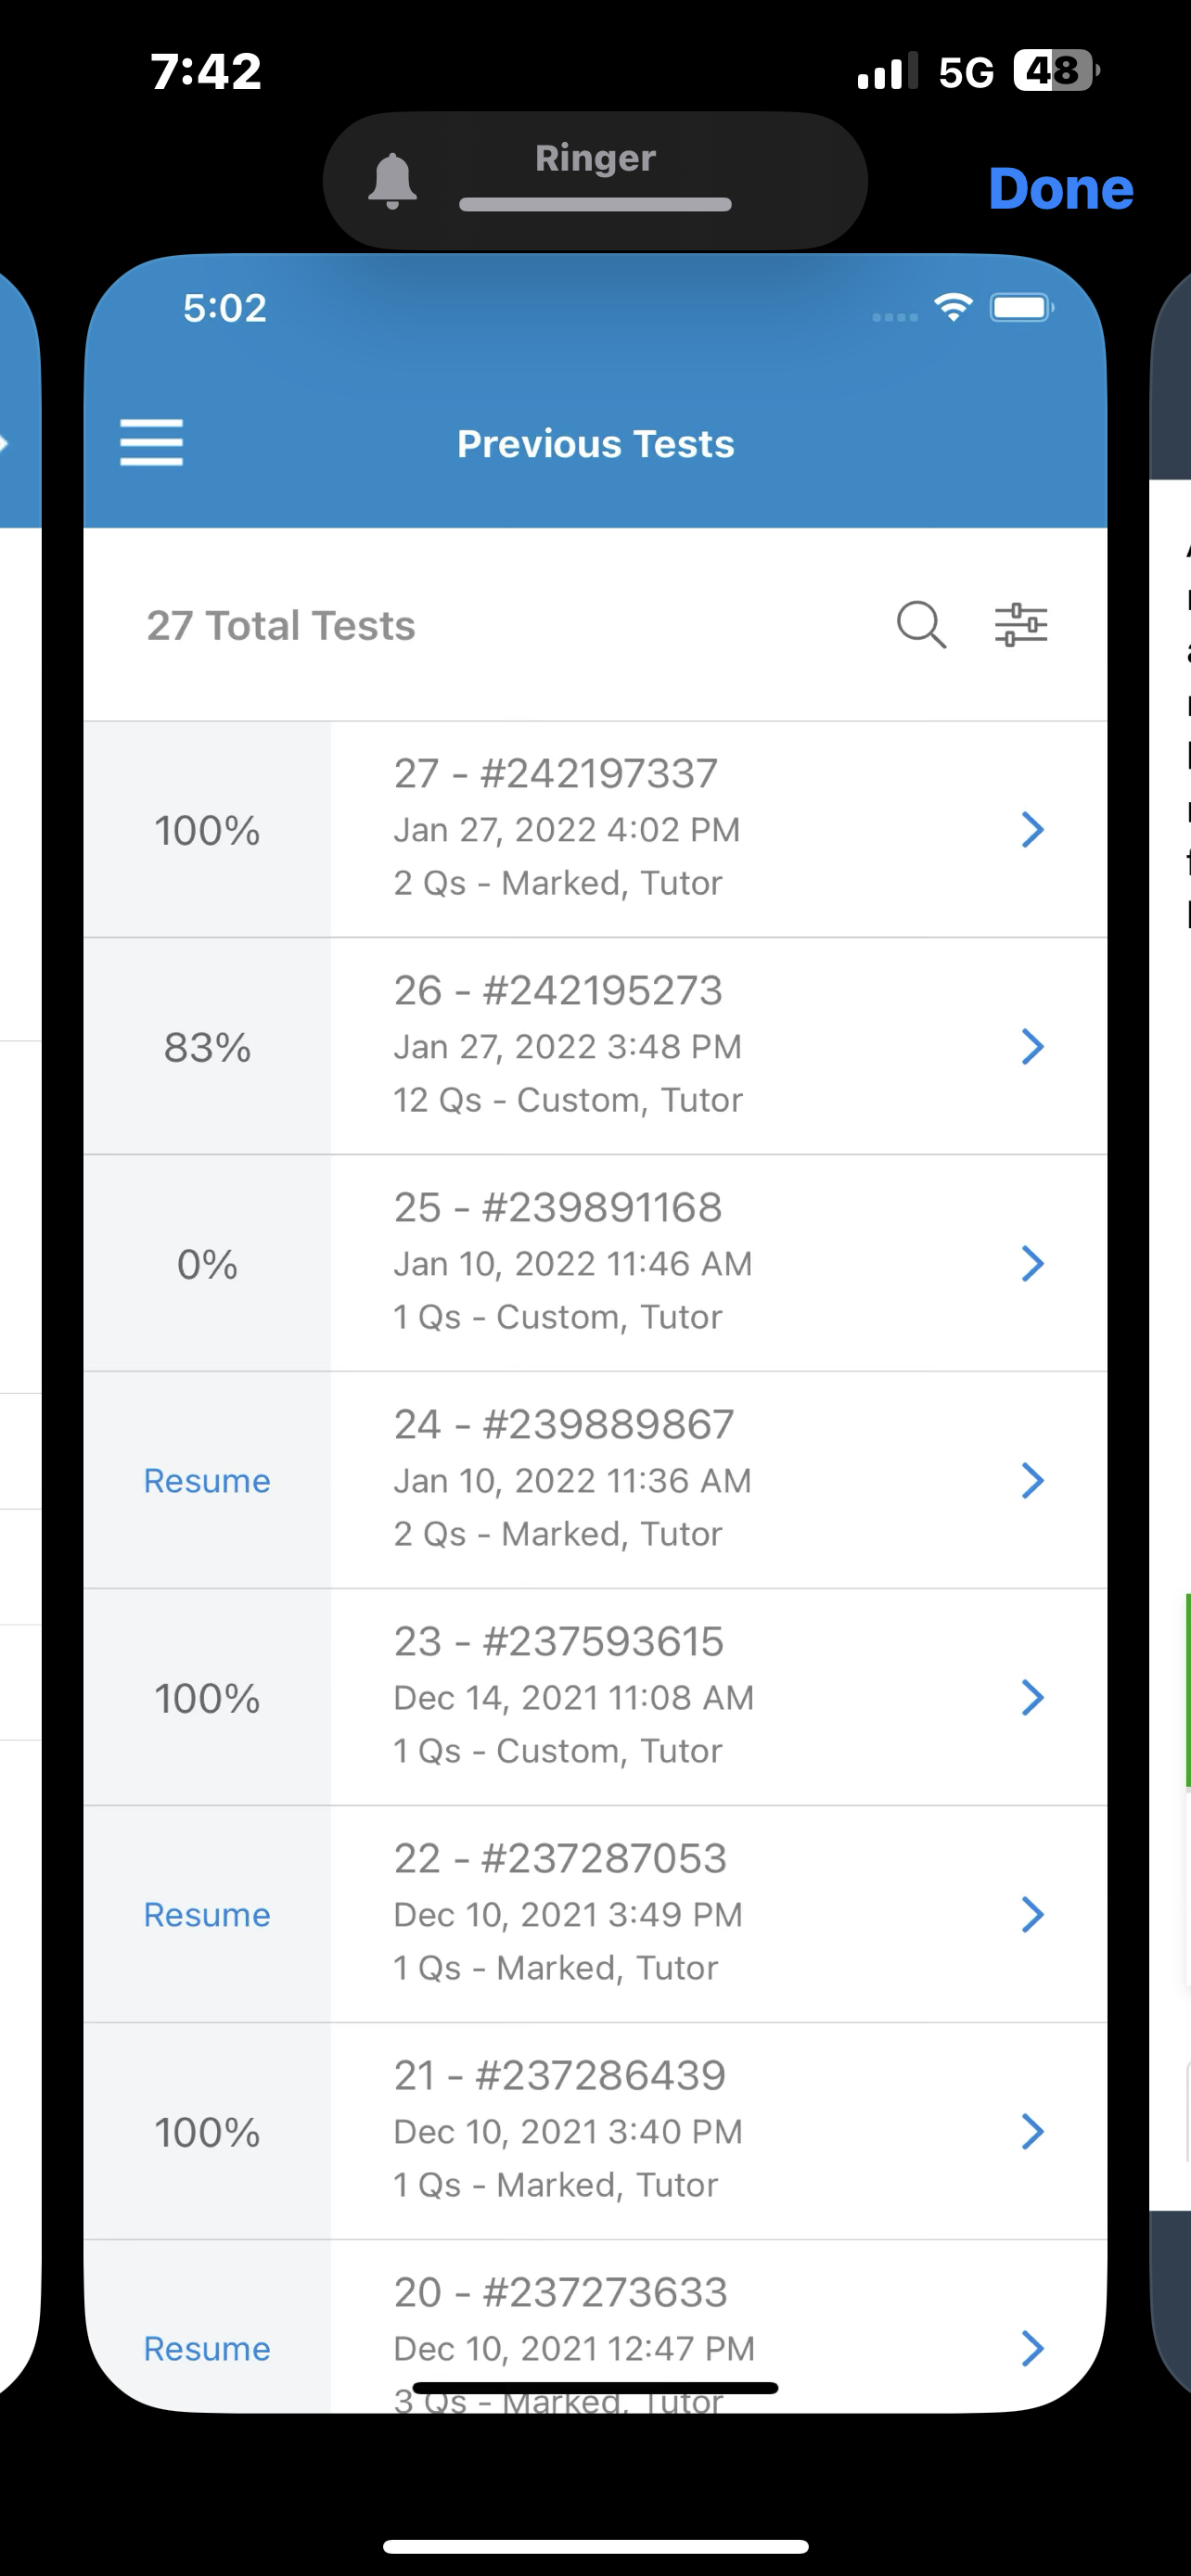 7:42
5G 48
Ringer
Done
5:02
Previous Tests
27 Total Tests
100%
27 - #242197337
Jan 27, 2022 4:02 PM
2 Qs - Marked, Tutor
83%
26 - #242195273
Jan 27, 2022 3:48 PM
12 Qs - Custom, Tutor
0%
25 - #239891168
Jan 10, 2022 11:46 AM
1 Qs - Custom, Tutor
Resume
24 - #239889867
Jan 10, 2022 11:36 AM
2 Qs - Marked, Tutor
100%
23 - #237593615
Dec 14, 2021 11:08 AM
1 Qs - Custom, Tutor
Resume
22 - #237287053
Dec 10, 2021 3:49 PM
1 Qs - Marked, Tutor
100%
21 - #237286439
Dec 10, 2021 3:40 PM
1 Qs - Marked, Tutor
Resume
20 - #237273633
Dec 10, 2021 12:47 PM
3 Qs - Marked, Tutor